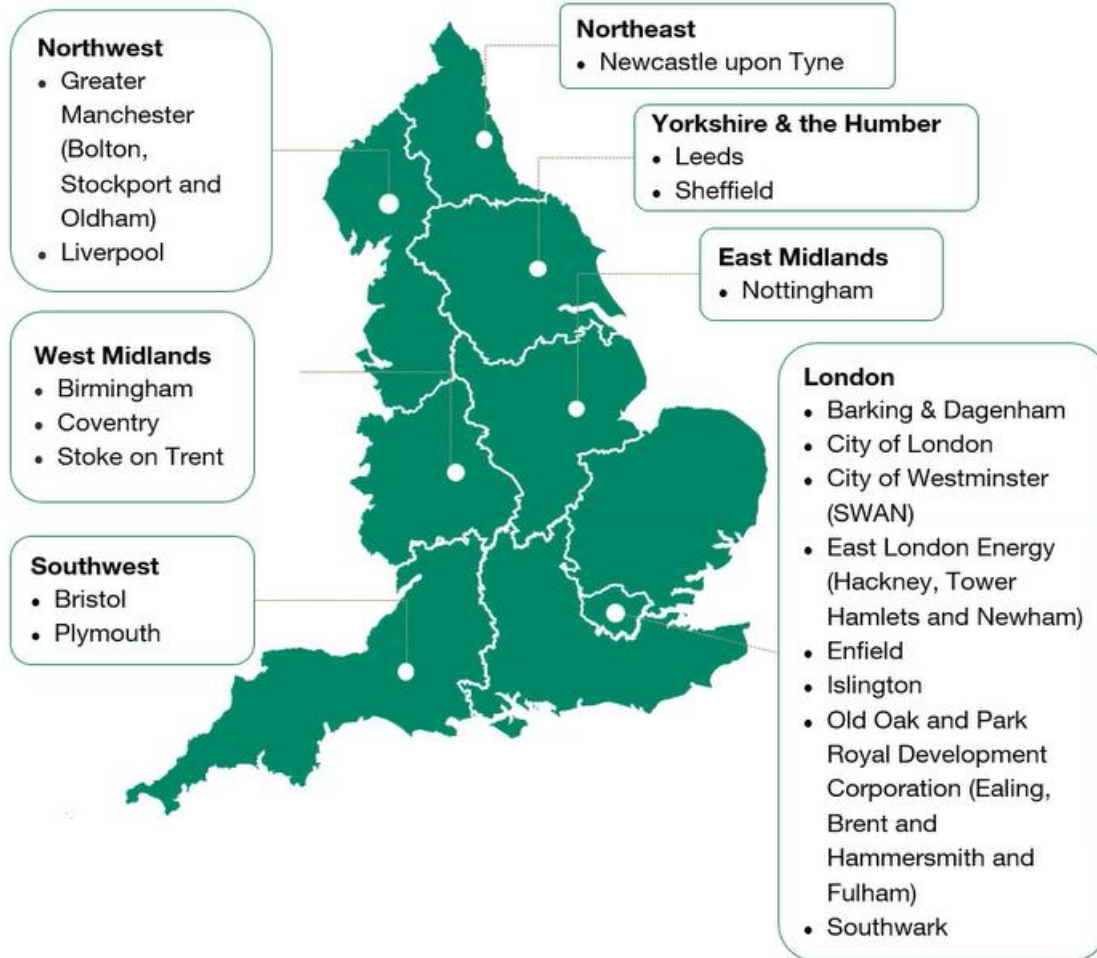 Northwest
• Greater
Manchester
(Bolton,
Stockport and
Oldham)
• Liverpool
Northeast
• Newcastle upon Tyne
Yorkshire & the Humber
• Leeds
• Sheffield
East Midlands
• Nottingham
West Midlands
• Birmingham
• Coventry
• Stoke on Trent
Southwest
• Bristol
• Plymouth
London
• Barking & Dagenham
• City of London
• City of Westminster
(SWAN)
• East London Energy
(Hackney, Tower
Hamlets and Newham)
• Enfield
• Islington
• Old Oak and Park
Royal Development
Corporation (Ealing,
Brent and
Hammersmith and
Fulham)
• Southwark